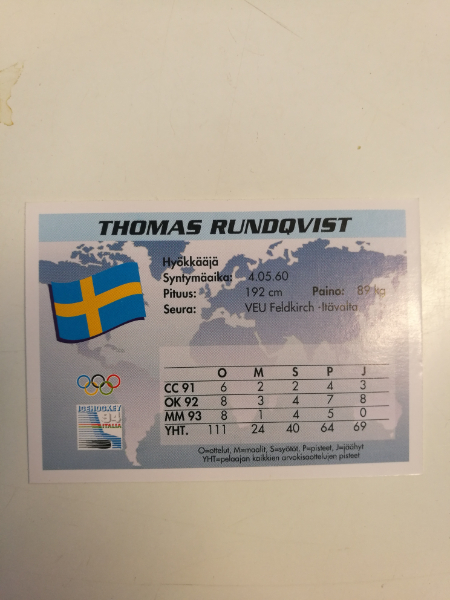 THOMAS RUNDQVIST
Hyökkääjä
Syntymäaika: 4.05.60
Pituus: 192 cm Paino: 89 kg
Seura: VEU Feldkirch -Itävalta
O M S P J
CC 91 6 2 2 4 3
OK 92 8 3 4 7 8
MM 93 8 1 4 5 0
YHT. 111 24 40 64 69
O=ottelut, M=maalit, S=syötöt, P=pisteet, J=jäähyt
YHT=pelaajan kaikkien arvokisaottelujen pisteet
ICEHOCKEY
94
ITALIA